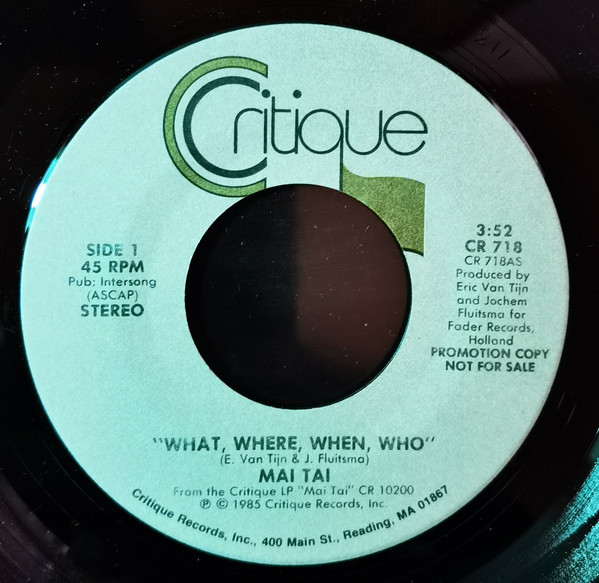 Critique
SIDE 1
45 RPM
Pub: Intersong
(ASCAP)
STEREO
3:52
CR 718
CR 718AS
Produced by
Eric Van Tijn
and Jochem
Fluitsma for
Fader Records,
Holland
PROMOTION COPY
NOT FOR SALE
"WHAT, WHERE, WHEN, WHO"
(E. Van Tijn & J. Fluitsma)
MAI TAI
From the Critique LP "Mai Tai" CR 10200
℗ © 1985 Critique Records, Inc.
Critique Records, Inc., 400 Main St., Reading, MA 01867